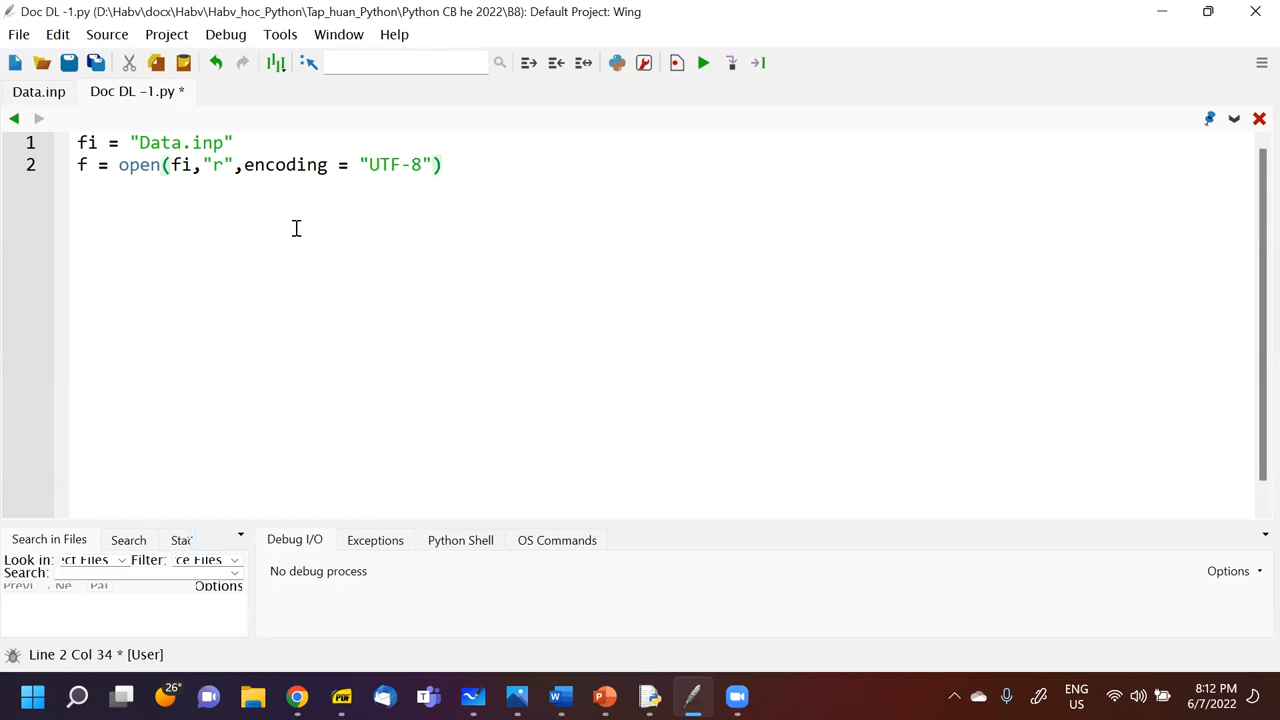 Doc DL -1.py (D:\Habv\docx\Habv\Habv_hoc_Python\Tap_huan_Python\Python CB he 2022\B8): Default Project: Wing
File Edit Source Project Debug Tools Window Help
Data.inp Doc DL -1.py *
1 fi = "Data.inp"
2 f = open(fi,"r",encoding = "UTF-8")
Search in Files Search Stac Debug I/O Exceptions Python Shell OS Commands
Look in: ct Files Filter: ce Files
No debug process Options
Search:
Options
Line 2 Col 34 * [User]
26°
PDF
ENG
US
8:12 PM
6/7/2022